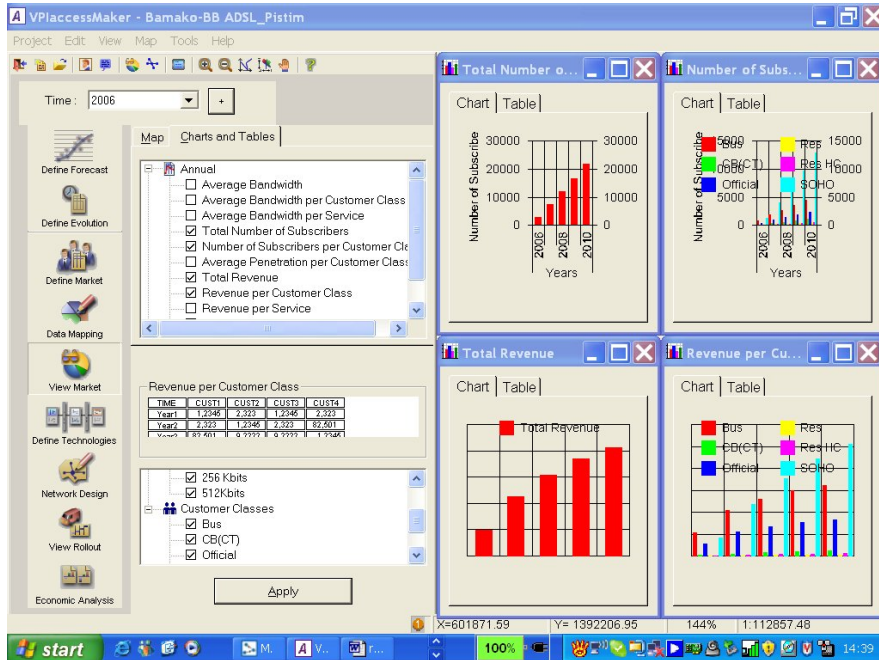 VPIaccessMaker - Bamako-BB ADSL_Pistim
Project Edit View Map Tools Help
Time : 2006
+
Define Forecast
Define Evolution
Define Market
Data Mapping
View Market
Define Technologies
Network Design
View Rollout
Economic Analysis
Map Charts and Tables
Annual
Average Bandwidth
Average Bandwidth per Customer Class
Average Bandwidth per Service
Total Number of Subscribers
Number of Subscribers per Customer Cla
Average Penetration per Customer Class
Total Revenue
Revenue per Customer Class
Revenue per Service
Revenue per Customer Class
TIME CUST1 CUST2 CUST3 CUST4
Year1 1,2345 2,323 1,2345 2,323
Year2 2,323 1,2345 2,323 82,501
256 Kbits
512Kbits
Customer Classes
Bus
CB(CT)
Official
Apply
Total Number o...
Chart Table
Number of Subscribe
30000 30000
20000 20000
10000 10000
0 0
2006 2008 2010
Years
Number of Subs...
Chart Table
Number of Subscribe
15000 15000
10000 10000
5000 5000
0 0
Bus Res
CB(CT) Res HC
Official SOHO
2006 2008 2010
Years
Total Revenue
Chart Table
Total Revenue
Revenue per Cu...
Chart Table
Bus Res
CB(CT) Res HC
Official SOHO
X=601871.59 Y= 1392206.95 144% 1:112857.48
start M. V.. r... 100% 14:39